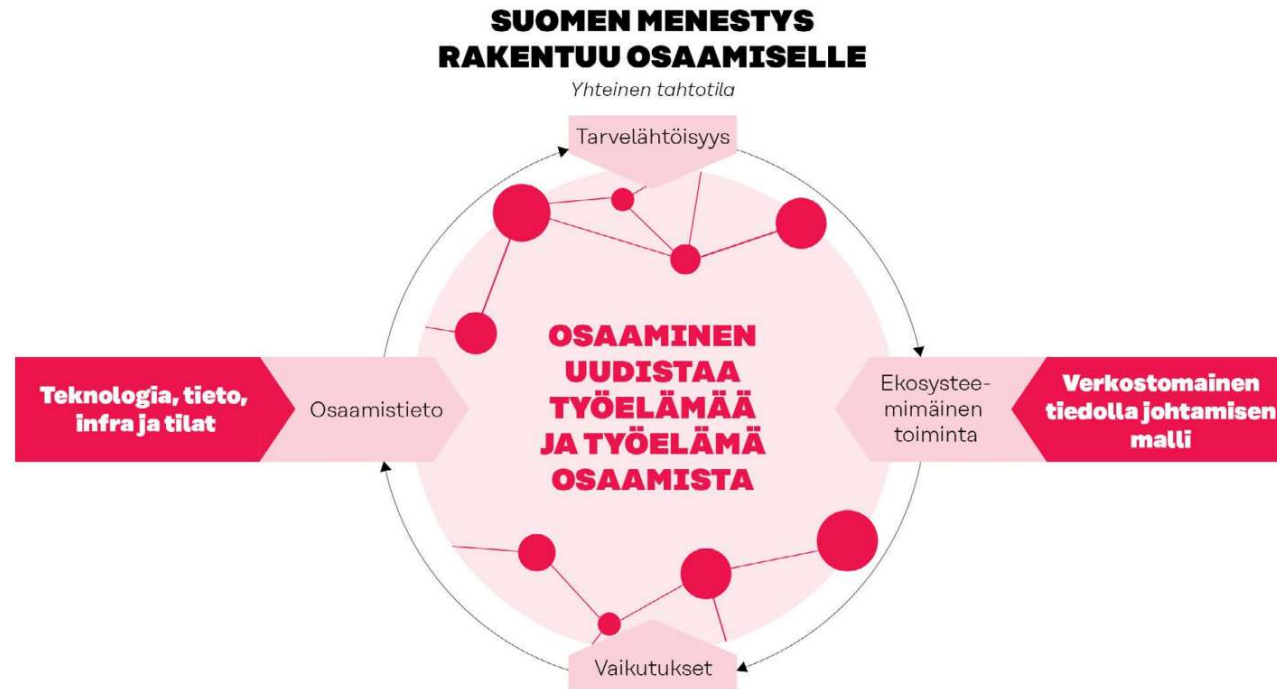 SUOMEN MENESTYS
RAKENTUU OSAAMISELLE
Yhteinen tahtotila
Tarvelähtöisyys
Teknologia, tieto,
infra ja tilat
Osaamistieto
OSAAMINEN
UUDISTAA
TYÖELÄMÄÄ
JA TYÖELÄMÄ
OSAAMISTA
Ekosystee-
mimäinen
toiminta
Verkostomainen
tiedolla johtamisen
malli
Vaikutukset